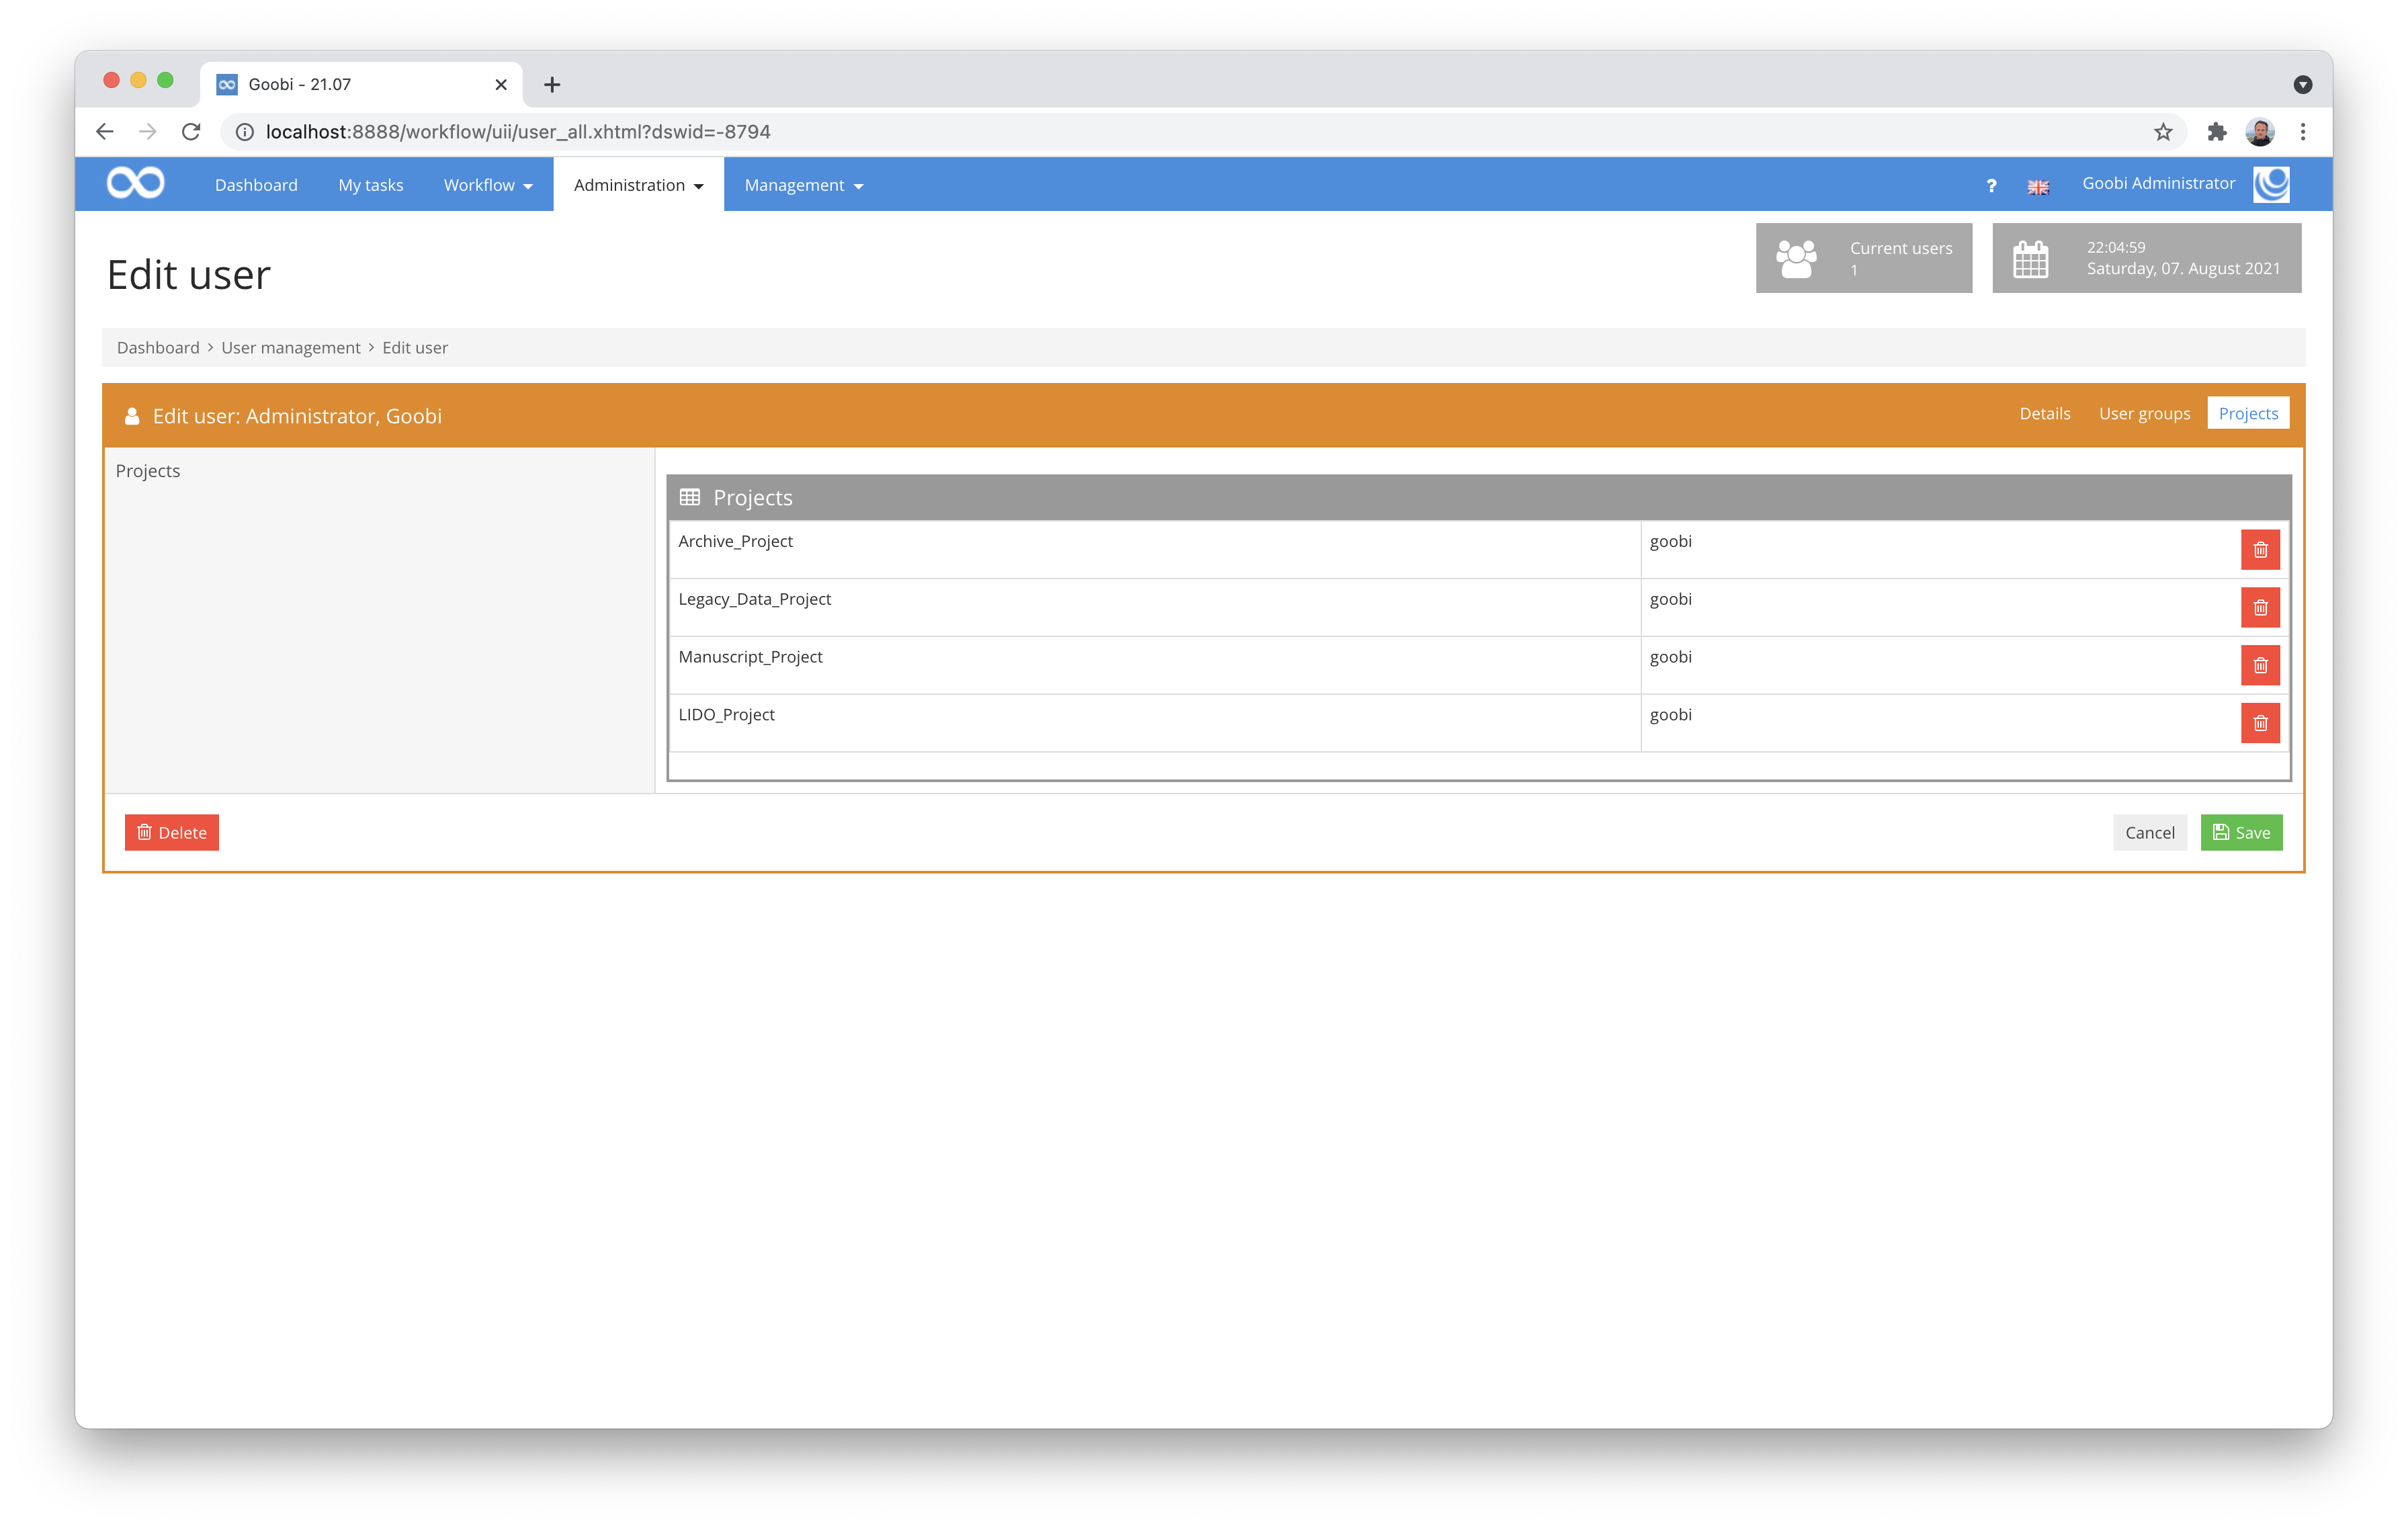 Goobi - 21.07
localhost:8888/workflow/uii/user_all.xhtml?dswid=-8794
Dashboard My tasks Workflow Administration Management ? Goobi Administrator
Edit user
Current users
1
22:04:59
Saturday, 07. August 2021
Dashboard > User management > Edit user
Edit user: Administrator, Goobi Details User groups Projects
Projects
Projects
Archive_Project goobi
Legacy_Data_Project goobi
Manuscript_Project goobi
LIDO_Project goobi
Delete Cancel Save